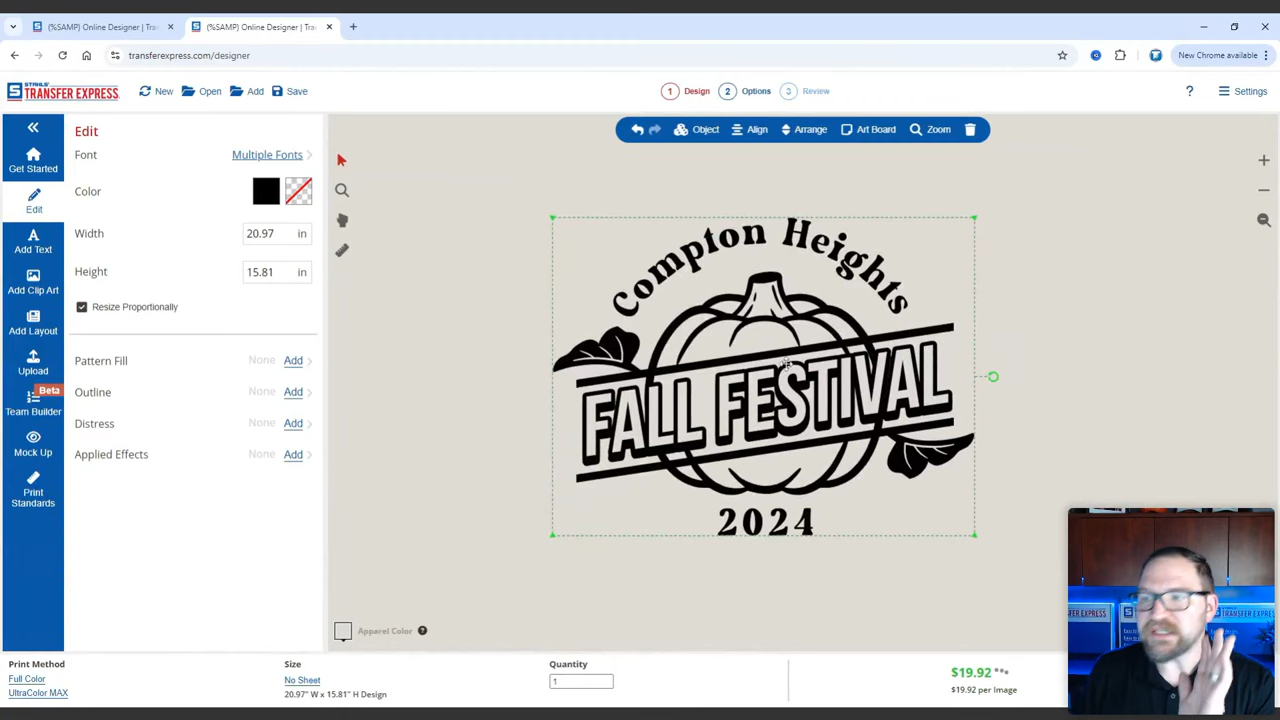 (%SAMP) Online Designer | Tra
(%SAMP) Online Designer | Tra
transferexpress.com/designer
New Chrome available
STAHLS'
TRANSFER EXPRESS
New
Open
Add
Save
1 Design
2 Options
3 Review
?
Settings
Get Started
Edit
Add Text
Add Clip Art
Add Layout
Upload
Beta
Team Builder
Mock Up
Print
Standards
Edit
Font
Multiple Fonts
Color
Width
20.97 in
Height
15.81 in
Resize Proportionally
Pattern Fill None Add
Outline None Add
Distress None Add
Applied Effects None Add
Object
Align
Arrange
Art Board
Zoom
Compton Heights
FALL FESTIVAL
2024
Apparel Color ?
Print Method
Full Color
UltraColor MAX
Size
No Sheet
20.97" W x 15.81" H Design
Quantity
1
$19.92 ***
$19.92 per Image
TRANSFER EXPRESS